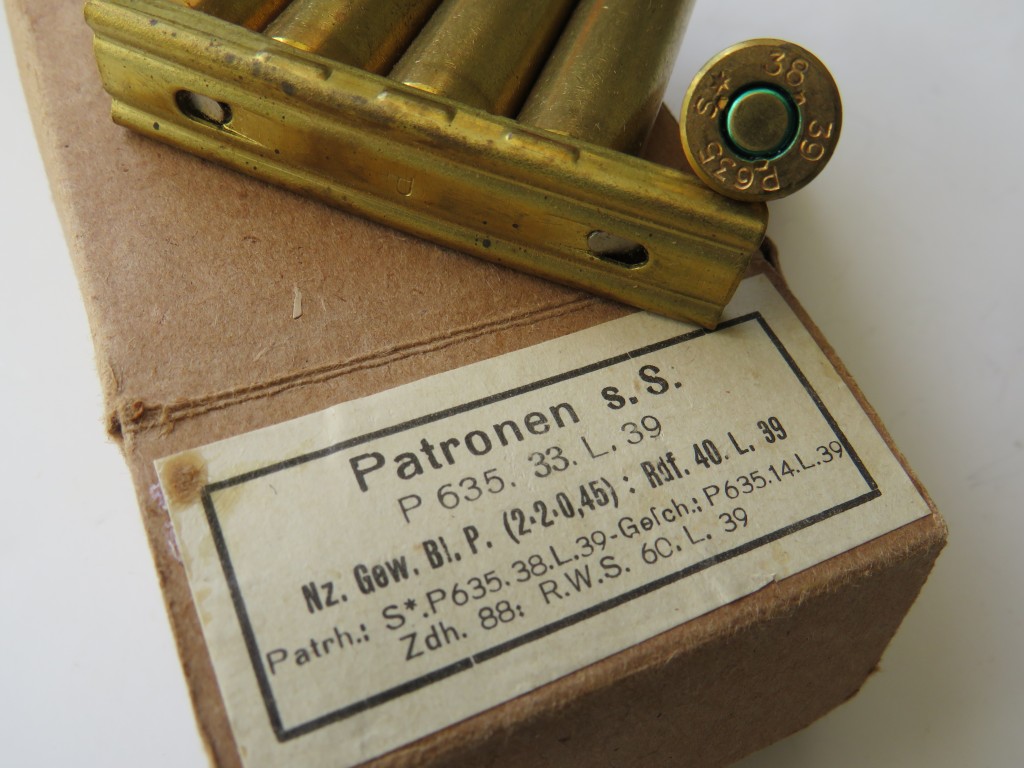 S* 38 39 P635
P
Patronen s. S.
P 635. 33. L. 39
Nz. Gew. Bl. P. (2·2·0,45) : Rdf. 40. L. 39
Patrh.: S*.P635.38.L.39-Geſch.: P635.14.L.39
Zdh. 88: R.W.S. 60. L. 39